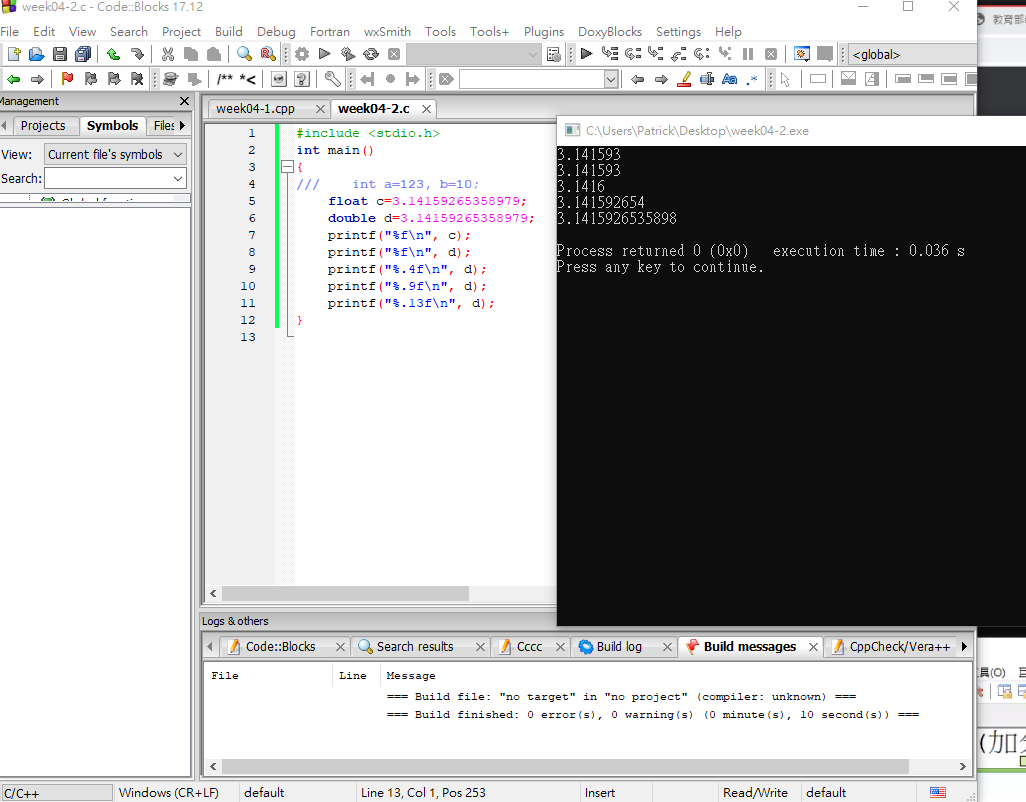 week04-2.c - Code::Blocks 17.12
File Edit View Search Project Build Debug Fortran wxSmith Tools Tools+ Plugins DoxyBlocks Settings Help
<global>
/** *<
Aa .*
Management
Projects Symbols Files
View: Current file's symbols
Search:
week04-1.cpp week04-2.c
1 #include <stdio.h>
2 int main()
3 {
4 /// int a=123, b=10;
5 float c=3.14159265358979;
6 double d=3.14159265358979;
7 printf("%f\n", c);
8 printf("%f\n", d);
9 printf("%.4f\n", d);
10 printf("%.9f\n", d);
11 printf("%.13f\n", d);
12 }
13
C:\Users\Patrick\Desktop\week04-2.exe
3.141593
3.141593
3.1416
3.141592654
3.1415926535898
Process returned 0 (0x0) execution time : 0.036 s
Press any key to continue.
教育部
Logs & others
Code::Blocks Search results Cccc Build log Build messages CppCheck/Vera++
File Line Message
=== Build file: "no target" in "no project" (compiler: unknown) ===
=== Build finished: 0 error(s), 0 warning(s) (0 minute(s), 10 second(s)) ===
具(O)
(加
C/C++ Windows (CR+LF) default Line 13, Col 1, Pos 253 Insert Read/Write default